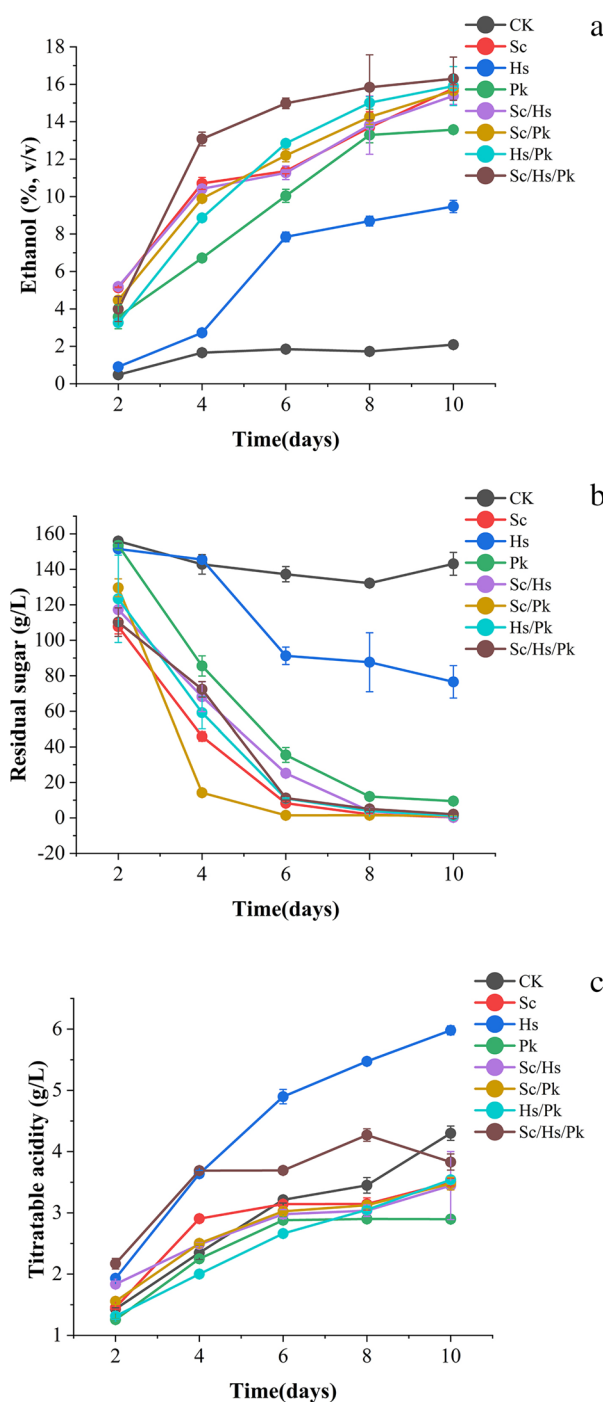 a
CK
Sc
Hs
Pk
Sc/Hs
Sc/Pk
Hs/Pk
Sc/Hs/Pk
18
16
14
12
10
8
6
4
2
0
Ethanol (%, v/v)
2 4 6 8 10
Time(days)
b
CK
Sc
Hs
Pk
Sc/Hs
Sc/Pk
Hs/Pk
Sc/Hs/Pk
160
140
120
100
80
60
40
20
0
-20
Residual sugar (g/L)
2 4 6 8 10
Time(days)
c
CK
Sc
Hs
Pk
Sc/Hs
Sc/Pk
Hs/Pk
Sc/Hs/Pk
6
5
4
3
2
1
Titratable acidity (g/L)
2 4 6 8 10
Time(days)